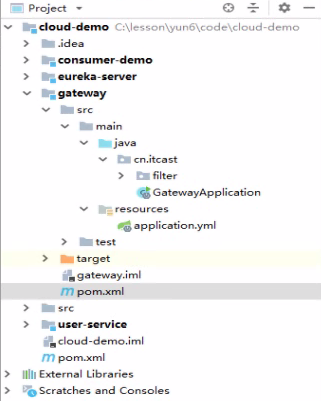 Project
cloud-demo C:\lesson\yun6\code\cloud-demo
.idea
consumer-demo
eureka-server
gateway
src
main
java
cn.itcast
filter
GatewayApplication
resources
application.yml
test
target
gateway.iml
pom.xml
src
user-service
cloud-demo.iml
pom.xml
External Libraries
Scratches and Consoles